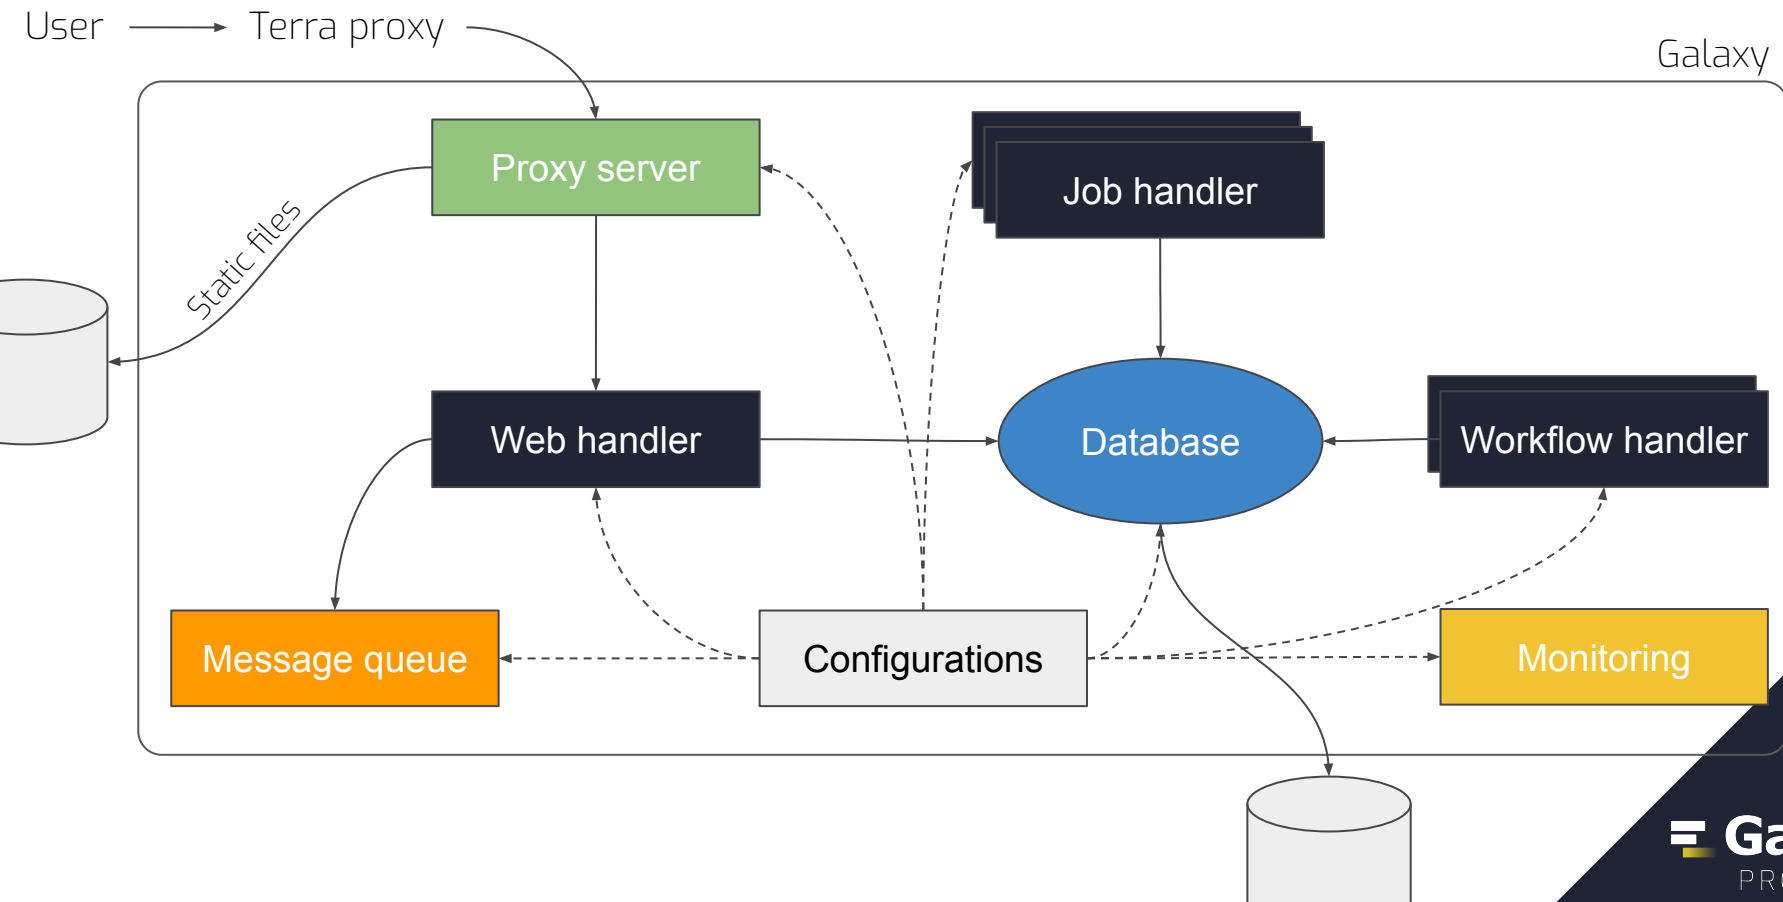 User
Terra proxy
Galaxy
Proxy server
Job handler
Static files
Web handler
Database
Workflow handler
Message queue
Configurations
Monitoring